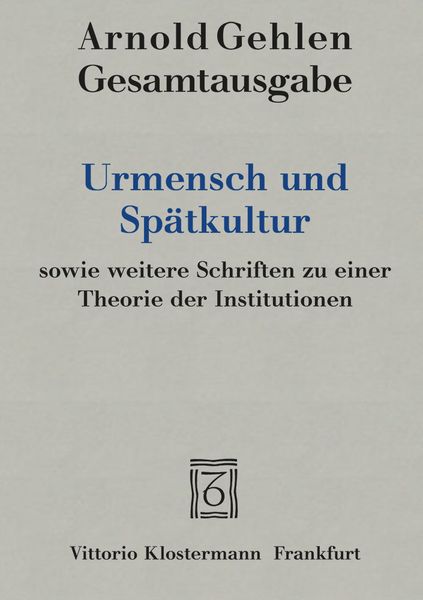 Arnold Gehlen
Gesamtausgabe
Urmensch und
Spätkultur
sowie weitere Schriften zu einer
Theorie der Institutionen
6
Vittorio Klostermann Frankfurt